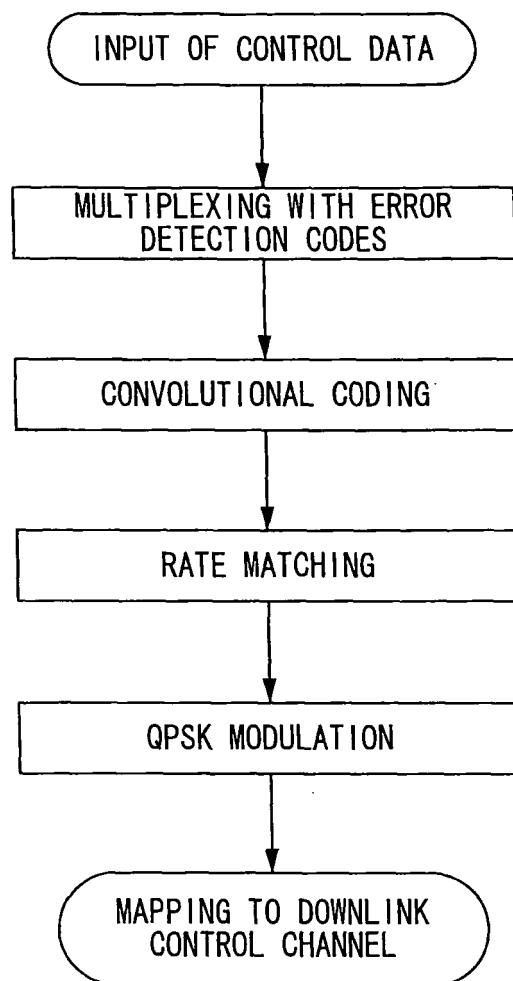 INPUT OF CONTROL DATA
MULTIPLEXING WITH ERROR
DETECTION CODES
CONVOLUTIONAL CODING
RATE MATCHING
QPSK MODULATION
MAPPING TO DOWNLINK
CONTROL CHANNEL